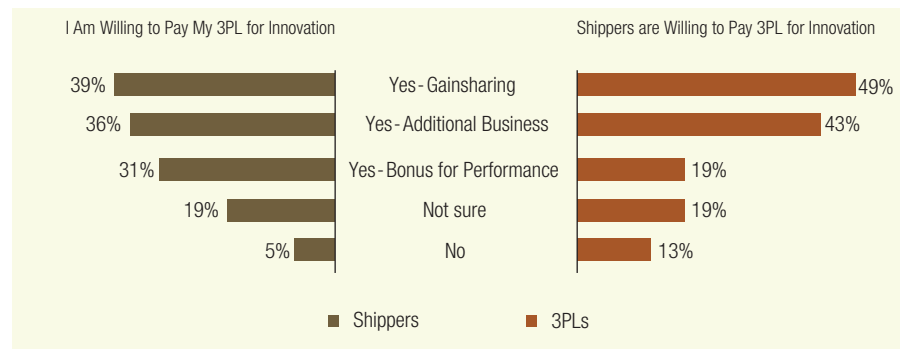 I Am Willing to Pay My 3PL for Innovation
Shippers are Willing to Pay 3PL for Innovation
39% Yes - Gainsharing 49%
36% Yes - Additional Business 43%
31% Yes - Bonus for Performance 19%
19% Not sure 19%
5% No 13%
Shippers 3PLs